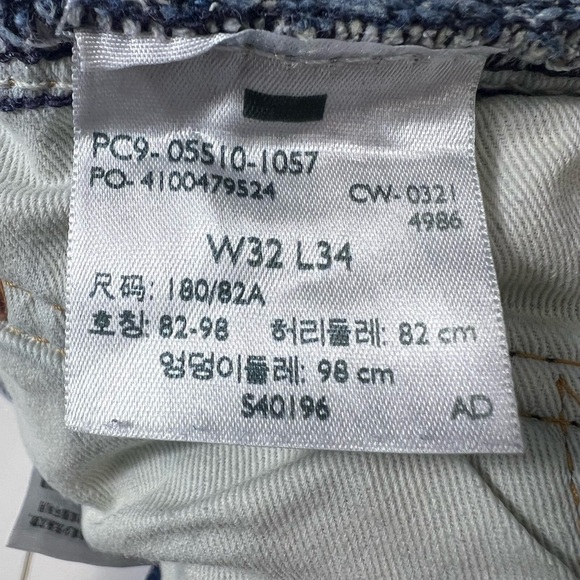 PC9-05510-1057
PO-4100479524 CW-0321
4986
W32 L34
尺码: 180/82A
호칭: 82-98 허리둘레: 82 cm
엉덩이둘레: 98 cm
S40196 AD